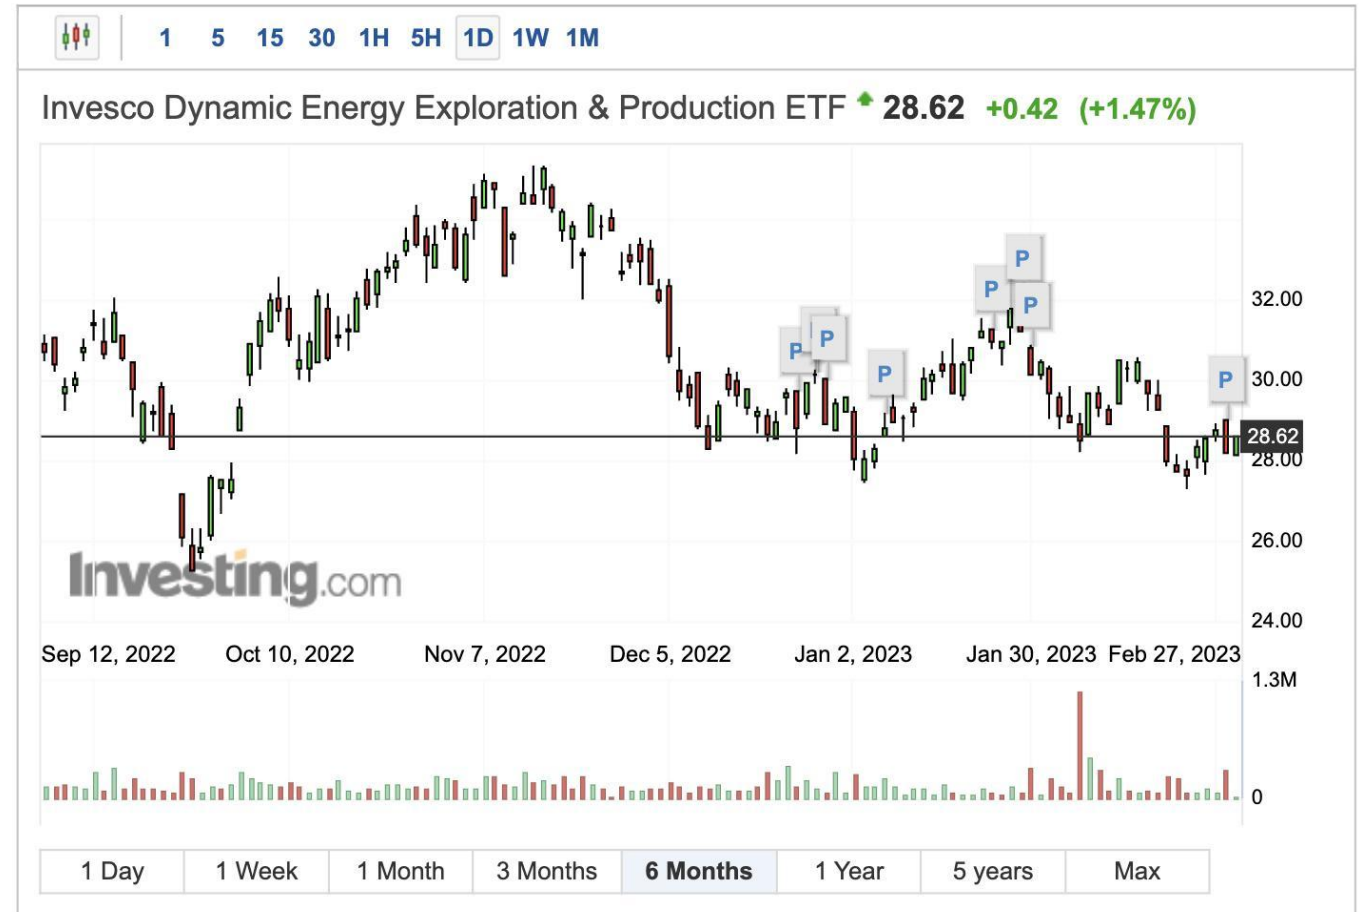 1 5 15 30 1H 5H 1D 1W 1M
Invesco Dynamic Energy Exploration & Production ETF 28.62 +0.42 (+1.47%)
P
P
P
32.00
P
P
P
P
30.00
28.62
28.00
26.00
Investing.com
24.00
Sep 12, 2022 Oct 10, 2022 Nov 7, 2022 Dec 5, 2022 Jan 2, 2023 Jan 30, 2023 Feb 27, 2023
1.3M
0
1 Day 1 Week 1 Month 3 Months 6 Months 1 Year 5 years Max